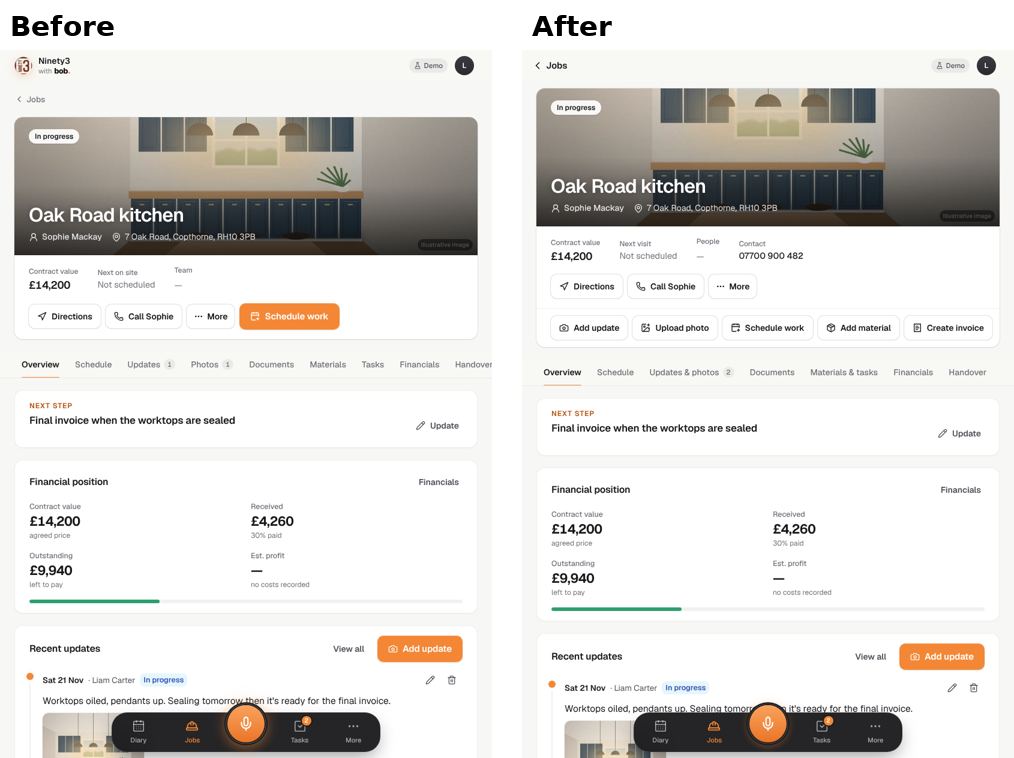 Before
Ninety3
with bob.
Demo
L
Jobs
In progress
Oak Road kitchen
Sophie Mackay 7 Oak Road, Copthorne, RH10 3PB
Illustrative image
Contract value Next on site Team
£14,200 Not scheduled —
Directions Call Sophie More Schedule work
Overview Schedule Updates 1 Photos 1 Documents Materials Tasks Financials Handover
NEXT STEP
Final invoice when the worktops are sealed
Update
Financial position Financials
Contract value Received
£14,200 £4,260
agreed price 30% paid
Outstanding Est. profit
£9,940 —
left to pay no costs recorded
Recent updates View all Add update
Sat 21 Nov · Liam Carter In progress
Worktops oiled, pendants up. Sealing tomorrow then it's ready for the final invoice.
Diary Jobs 2 Tasks More
After
Jobs
Demo
L
In progress
Oak Road kitchen
Sophie Mackay 7 Oak Road, Copthorne, RH10 3PB
Illustrative image
Contract value Next visit People Contact
£14,200 Not scheduled — 07700 900 482
Directions Call Sophie More
Add update Upload photo Schedule work Add material Create invoice
Overview Schedule Updates & photos 2 Documents Materials & tasks Financials Handover
NEXT STEP
Final invoice when the worktops are sealed
Update
Financial position Financials
Contract value Received
£14,200 £4,260
agreed price 30% paid
Outstanding Est. profit
£9,940 —
left to pay no costs recorded
Recent updates View all Add update
Sat 21 Nov · Liam Carter In progress
Worktops oiled, pendants up. Sealing tomorrow then it's ready for the final invoice.
Diary Jobs 2 Tasks More